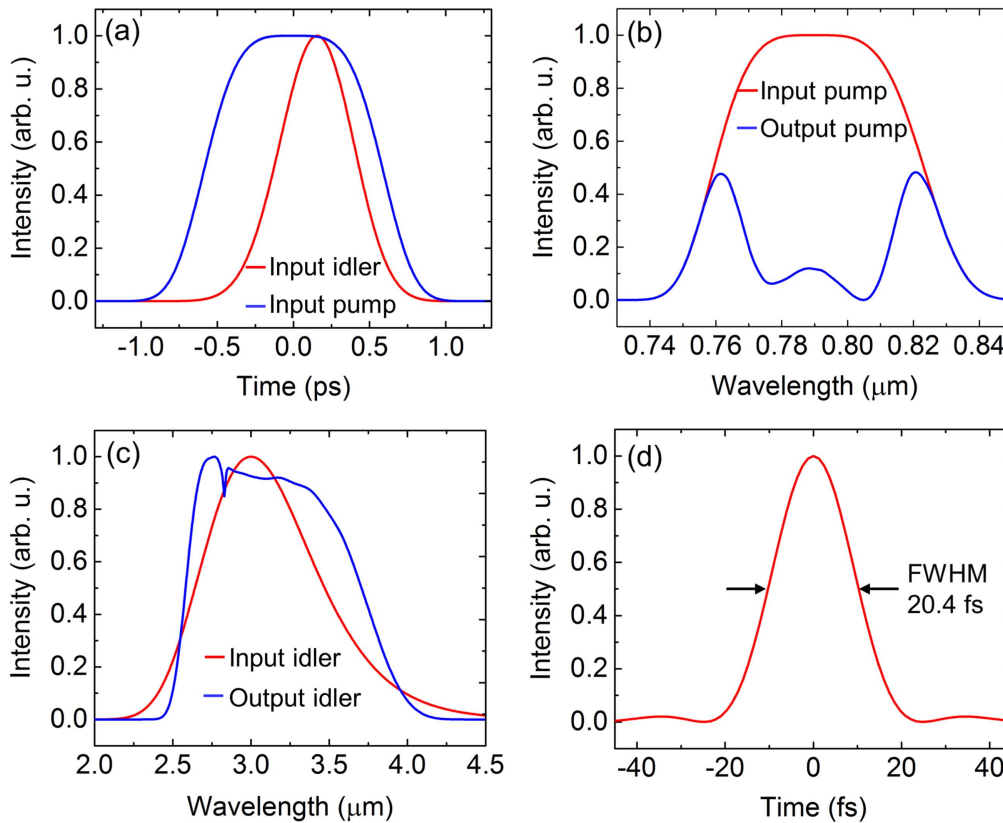 (a)
Intensity (arb. u.)
1.0
0.8
0.6
0.4
0.2
0.0
Input idler
Input pump
-1.0 -0.5 0.0 0.5 1.0
Time (ps)
(b)
Intensity (arb. u.)
1.0
0.8
0.6
0.4
0.2
0.0
Input pump
Output pump
0.74 0.76 0.78 0.80 0.82 0.84
Wavelength (μm)
(c)
Intensity (arb. u.)
1.0
0.8
0.6
0.4
0.2
0.0
Input idler
Output idler
2.0 2.5 3.0 3.5 4.0 4.5
Wavelength (μm)
(d)
Intensity (arb. u.)
1.0
0.8
0.6
0.4
0.2
0.0
FWHM
20.4 fs
-40 -20 0 20 40
Time (fs)